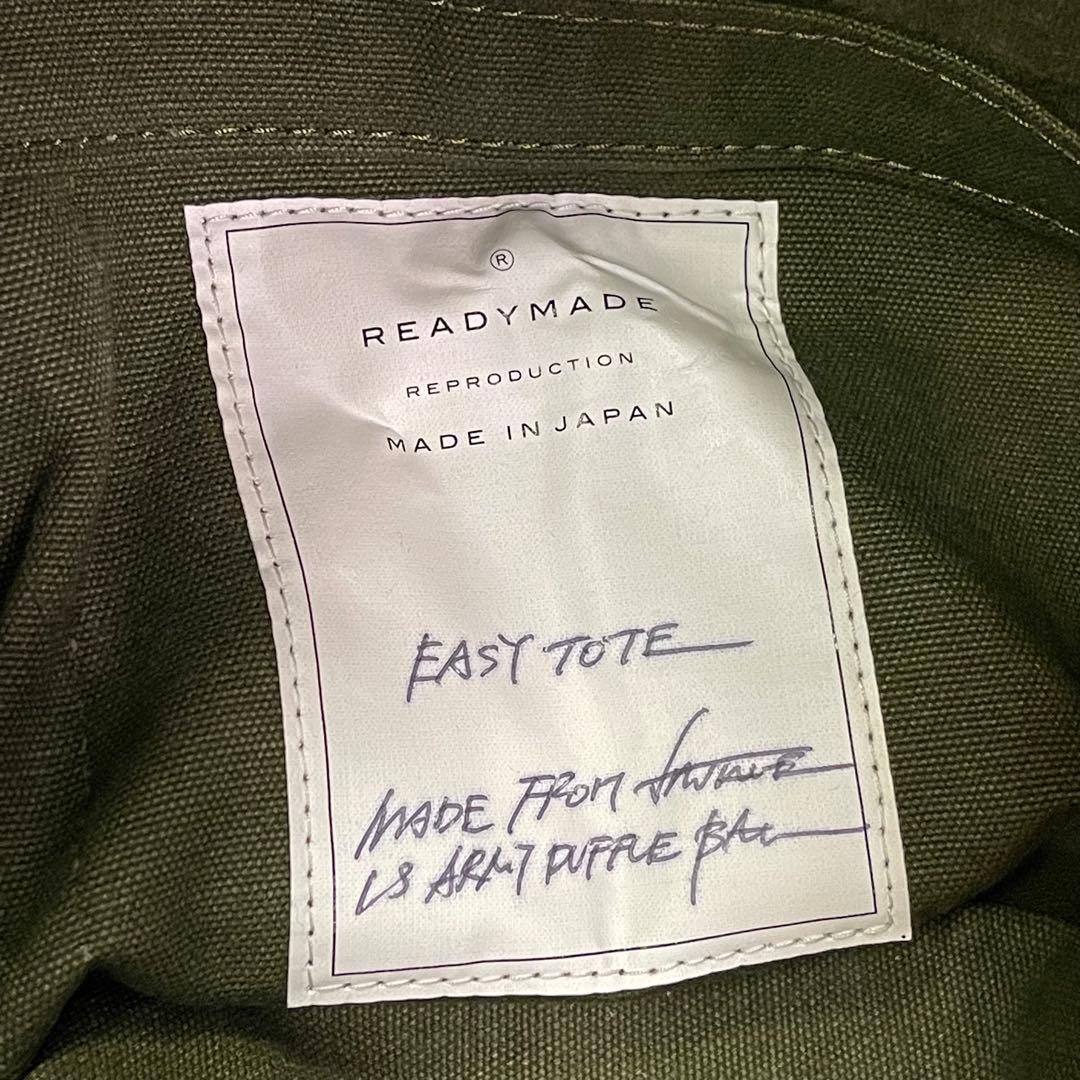 ®
READYMADE
REPRODUCTION
MADE IN JAPAN
EASY TOTE
MADE FROM
US ARMY DUFFLE BAG